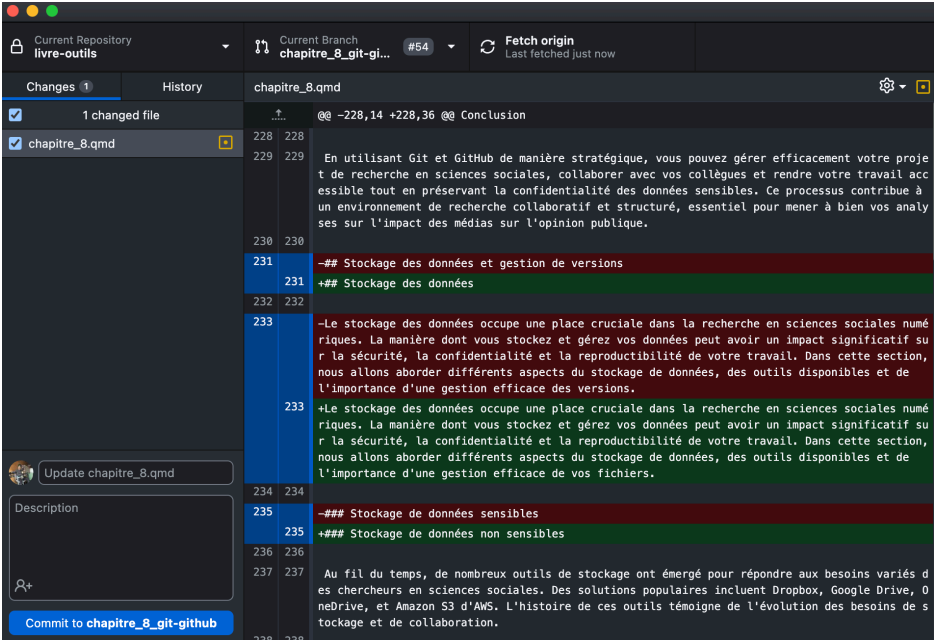 Current Repository
livre-outils
Current Branch
chapitre_8_git-gi...
#54
Fetch origin
Last fetched just now
Changes 1
History
chapitre_8.qmd
1 changed file
chapitre_8.qmd
@@ -228,14 +228,36 @@ Conclusion
228 228
229 229 En utilisant Git et GitHub de manière stratégique, vous pouvez gérer efficacement votre proje
t de recherche en sciences sociales, collaborer avec vos collègues et rendre votre travail acc
essible tout en préservant la confidentialité des données sensibles. Ce processus contribue à
un environnement de recherche collaboratif et structuré, essentiel pour mener à bien vos analy
ses sur l'impact des médias sur l'opinion publique.
230 230
231 -## Stockage des données et gestion de versions
231 +## Stockage des données
232 232
233 -Le stockage des données occupe une place cruciale dans la recherche en sciences sociales numé
riques. La manière dont vous stockez et gérez vos données peut avoir un impact significatif su
r la sécurité, la confidentialité et la reproductibilité de votre travail. Dans cette section,
nous allons aborder différents aspects du stockage de données, des outils disponibles et de
l'importance d'une gestion efficace des versions.
233 +Le stockage des données occupe une place cruciale dans la recherche en sciences sociales numé
riques. La manière dont vous stockez et gérez vos données peut avoir un impact significatif su
r la sécurité, la confidentialité et la reproductibilité de votre travail. Dans cette section,
nous allons aborder différents aspects du stockage de données, des outils disponibles et de
l'importance d'une gestion efficace de vos fichiers.
234 234
235 -### Stockage de données sensibles
235 +### Stockage de données non sensibles
236 236
237 237 Au fil du temps, de nombreux outils de stockage ont émergé pour répondre aux besoins variés d
es chercheurs en sciences sociales. Des solutions populaires incluent Dropbox, Google Drive, O
neDrive, et Amazon S3 d'AWS. L'histoire de ces outils témoigne de l'évolution des besoins de s
tockage et de collaboration.
238 238
Update chapitre_8.qmd
Description
Commit to chapitre_8_git-github